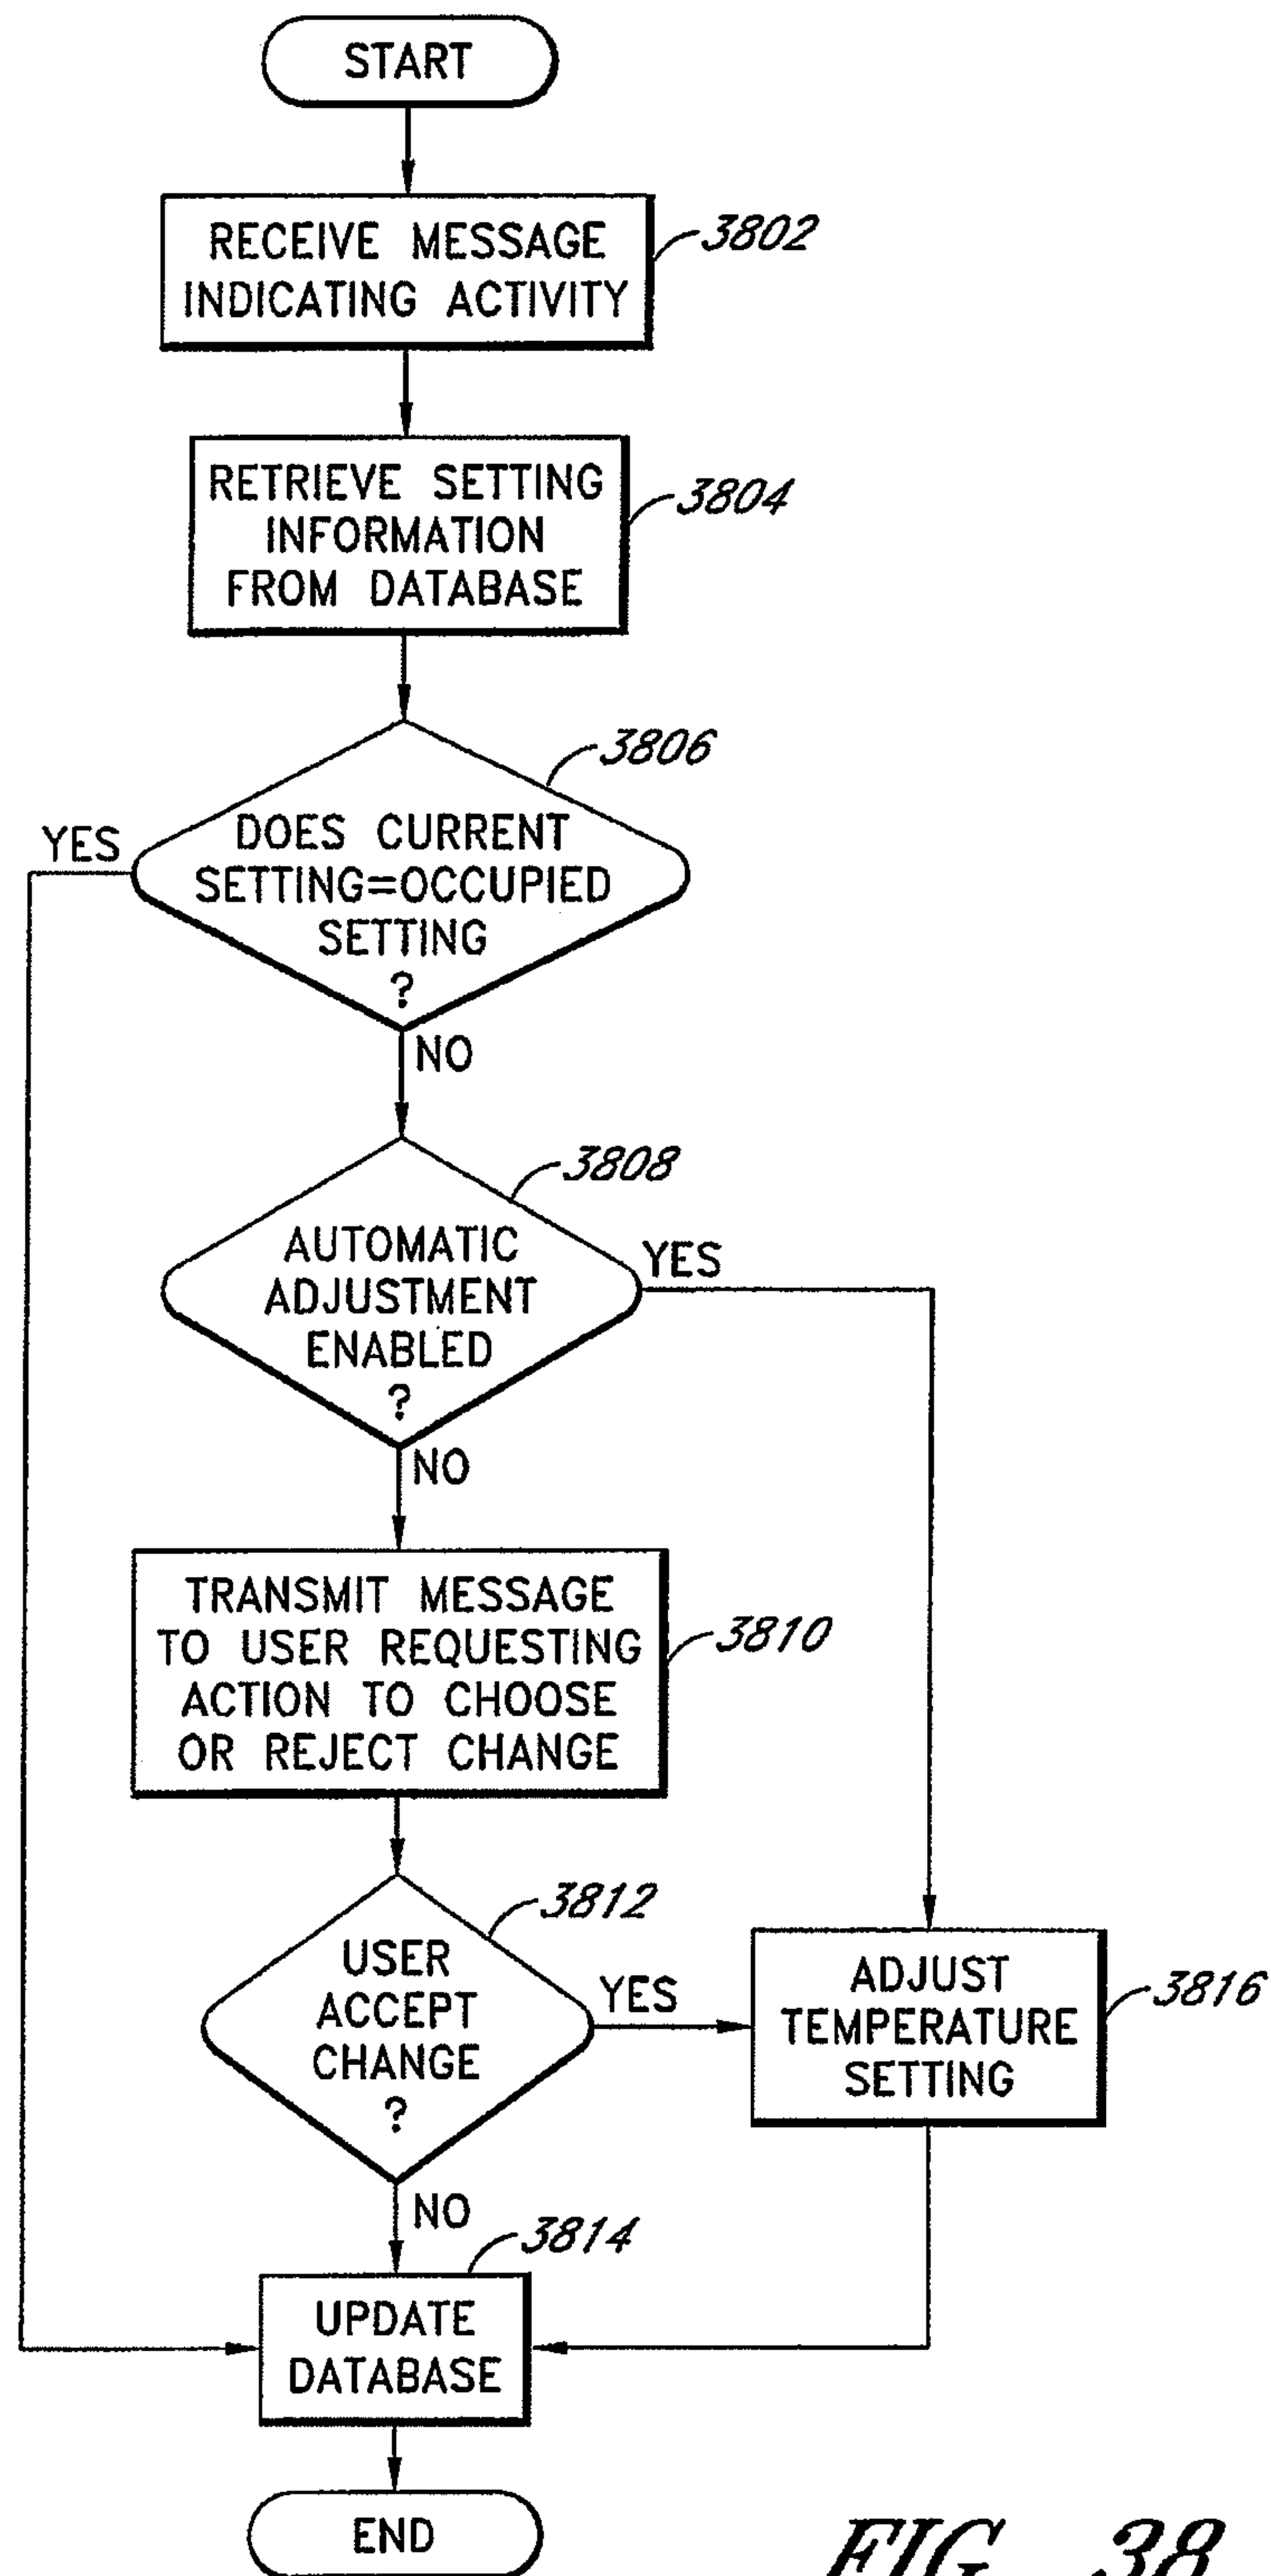 START
RECEIVE MESSAGE
INDICATING ACTIVITY
3802
RETRIEVE SETTING
INFORMATION
FROM DATABASE
3804
3806
DOES CURRENT
SETTING=OCCUPIED
SETTING
?
YES
NO
3808
AUTOMATIC
ADJUSTMENT
ENABLED
?
YES
NO
TRANSMIT MESSAGE
TO USER REQUESTING
ACTION TO CHOOSE
OR REJECT CHANGE
3810
3812
USER
ACCEPT
CHANGE
?
YES
ADJUST
TEMPERATURE
SETTING
3816
NO
3814
UPDATE
DATABASE
END
FIG. 38